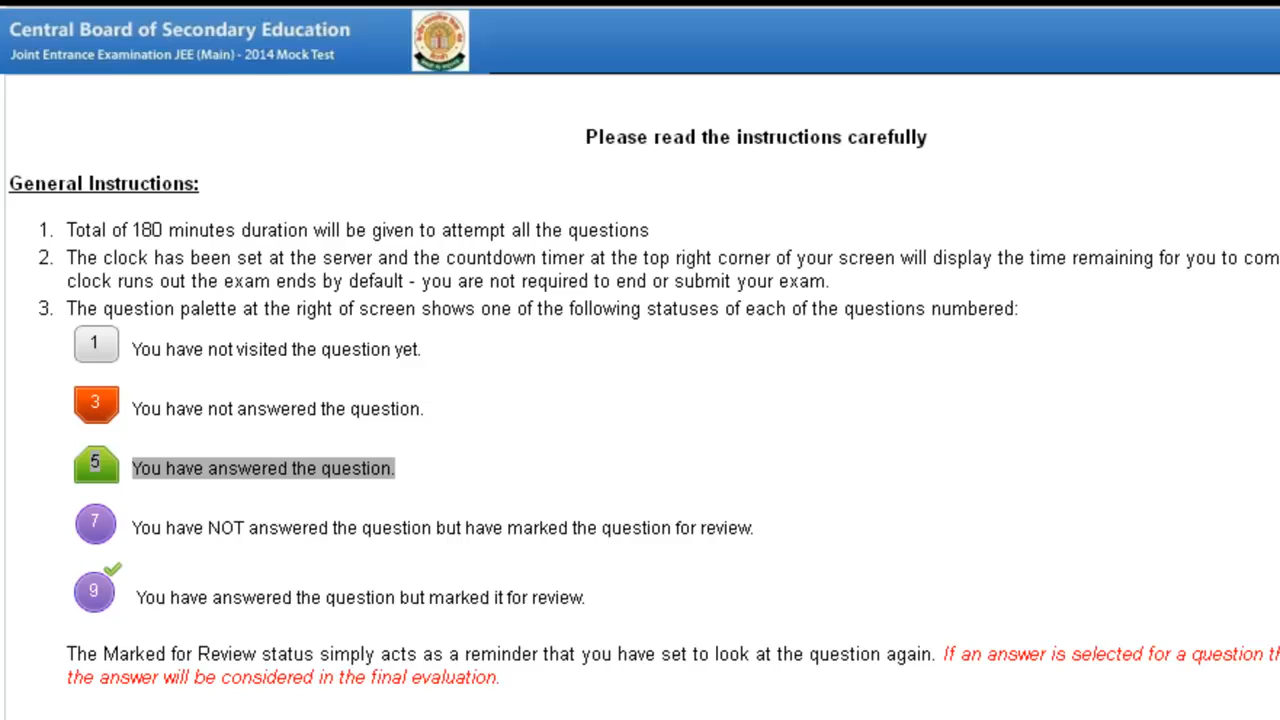 Central Board of Secondary Education
Joint Entrance Examination JEE (Main) - 2014 Mock Test
Please read the instructions carefully
General Instructions:
1. Total of 180 minutes duration will be given to attempt all the questions
2. The clock has been set at the server and the countdown timer at the top right corner of your screen will display the time remaining for you to com
clock runs out the exam ends by default - you are not required to end or submit your exam.
3. The question palette at the right of screen shows one of the following statuses of each of the questions numbered:
1 You have not visited the question yet.
3 You have not answered the question.
5 You have answered the question.
7 You have NOT answered the question but have marked the question for review.
9 You have answered the question but marked it for review.
The Marked for Review status simply acts as a reminder that you have set to look at the question again. If an answer is selected for a question th
the answer will be considered in the final evaluation.